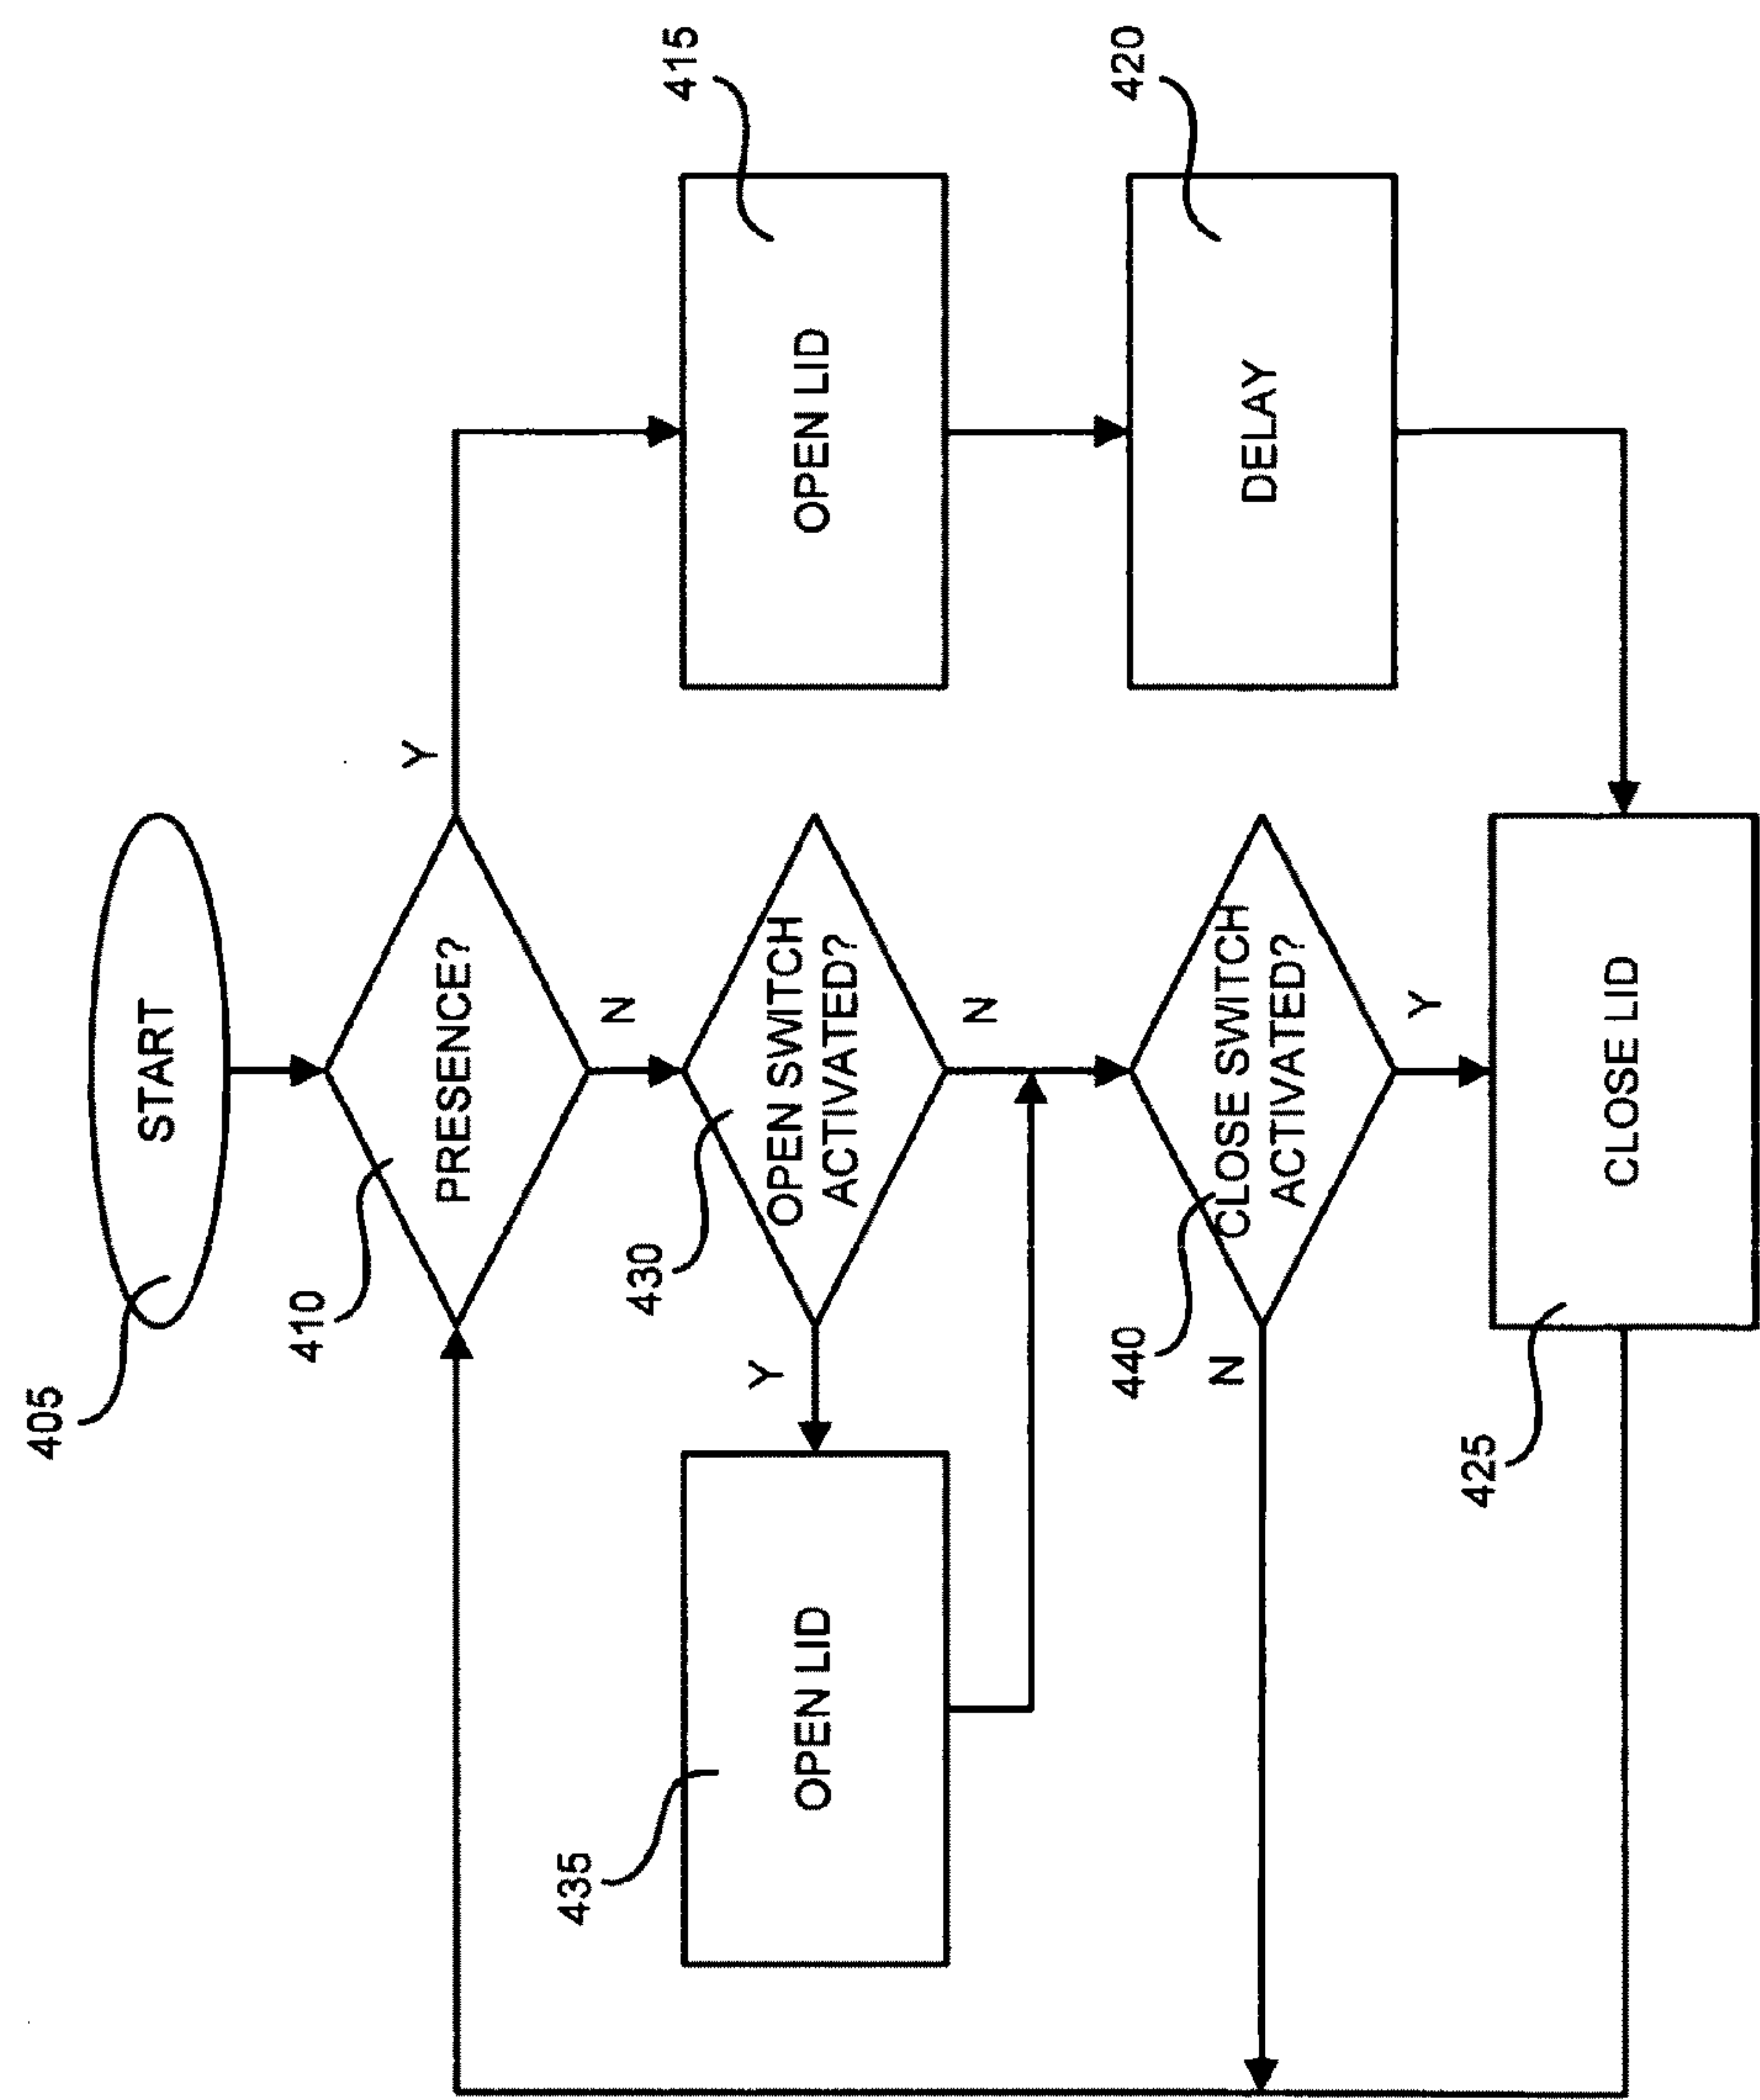 405
START
410
PRESENCE?
Y
N
415
OPEN LID
430
OPEN SWITCH
ACTIVATED?
Y
N
435
OPEN LID
420
DELAY
440
CLOSE SWITCH
ACTIVATED?
N
Y
425
CLOSE LID